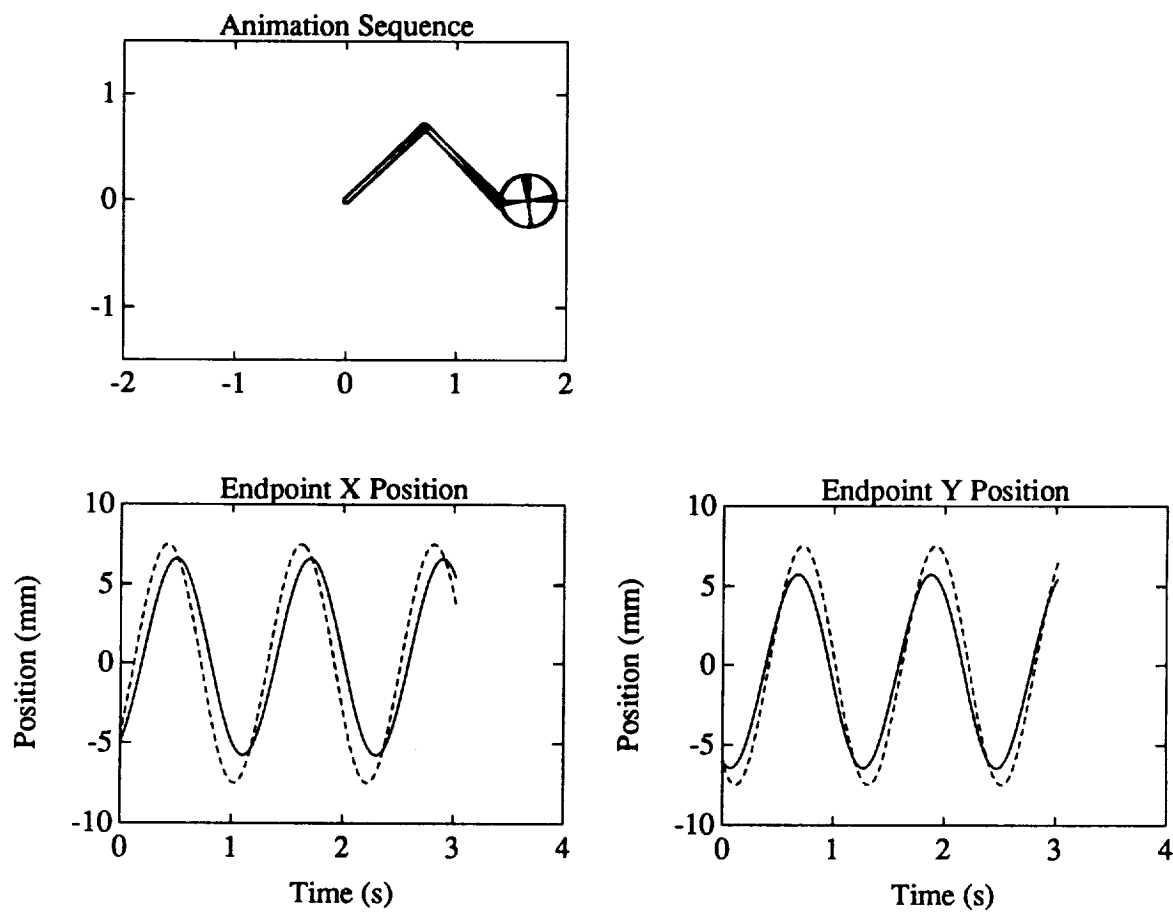 Animation Sequence
1
0
-1
-2 -1 0 1 2
Endpoint X Position
10
5
0
-5
-10
Position (mm)
0 1 2 3 4
Time (s)
Endpoint Y Position
10
5
0
-5
-10
Position (mm)
0 1 2 3 4
Time (s)